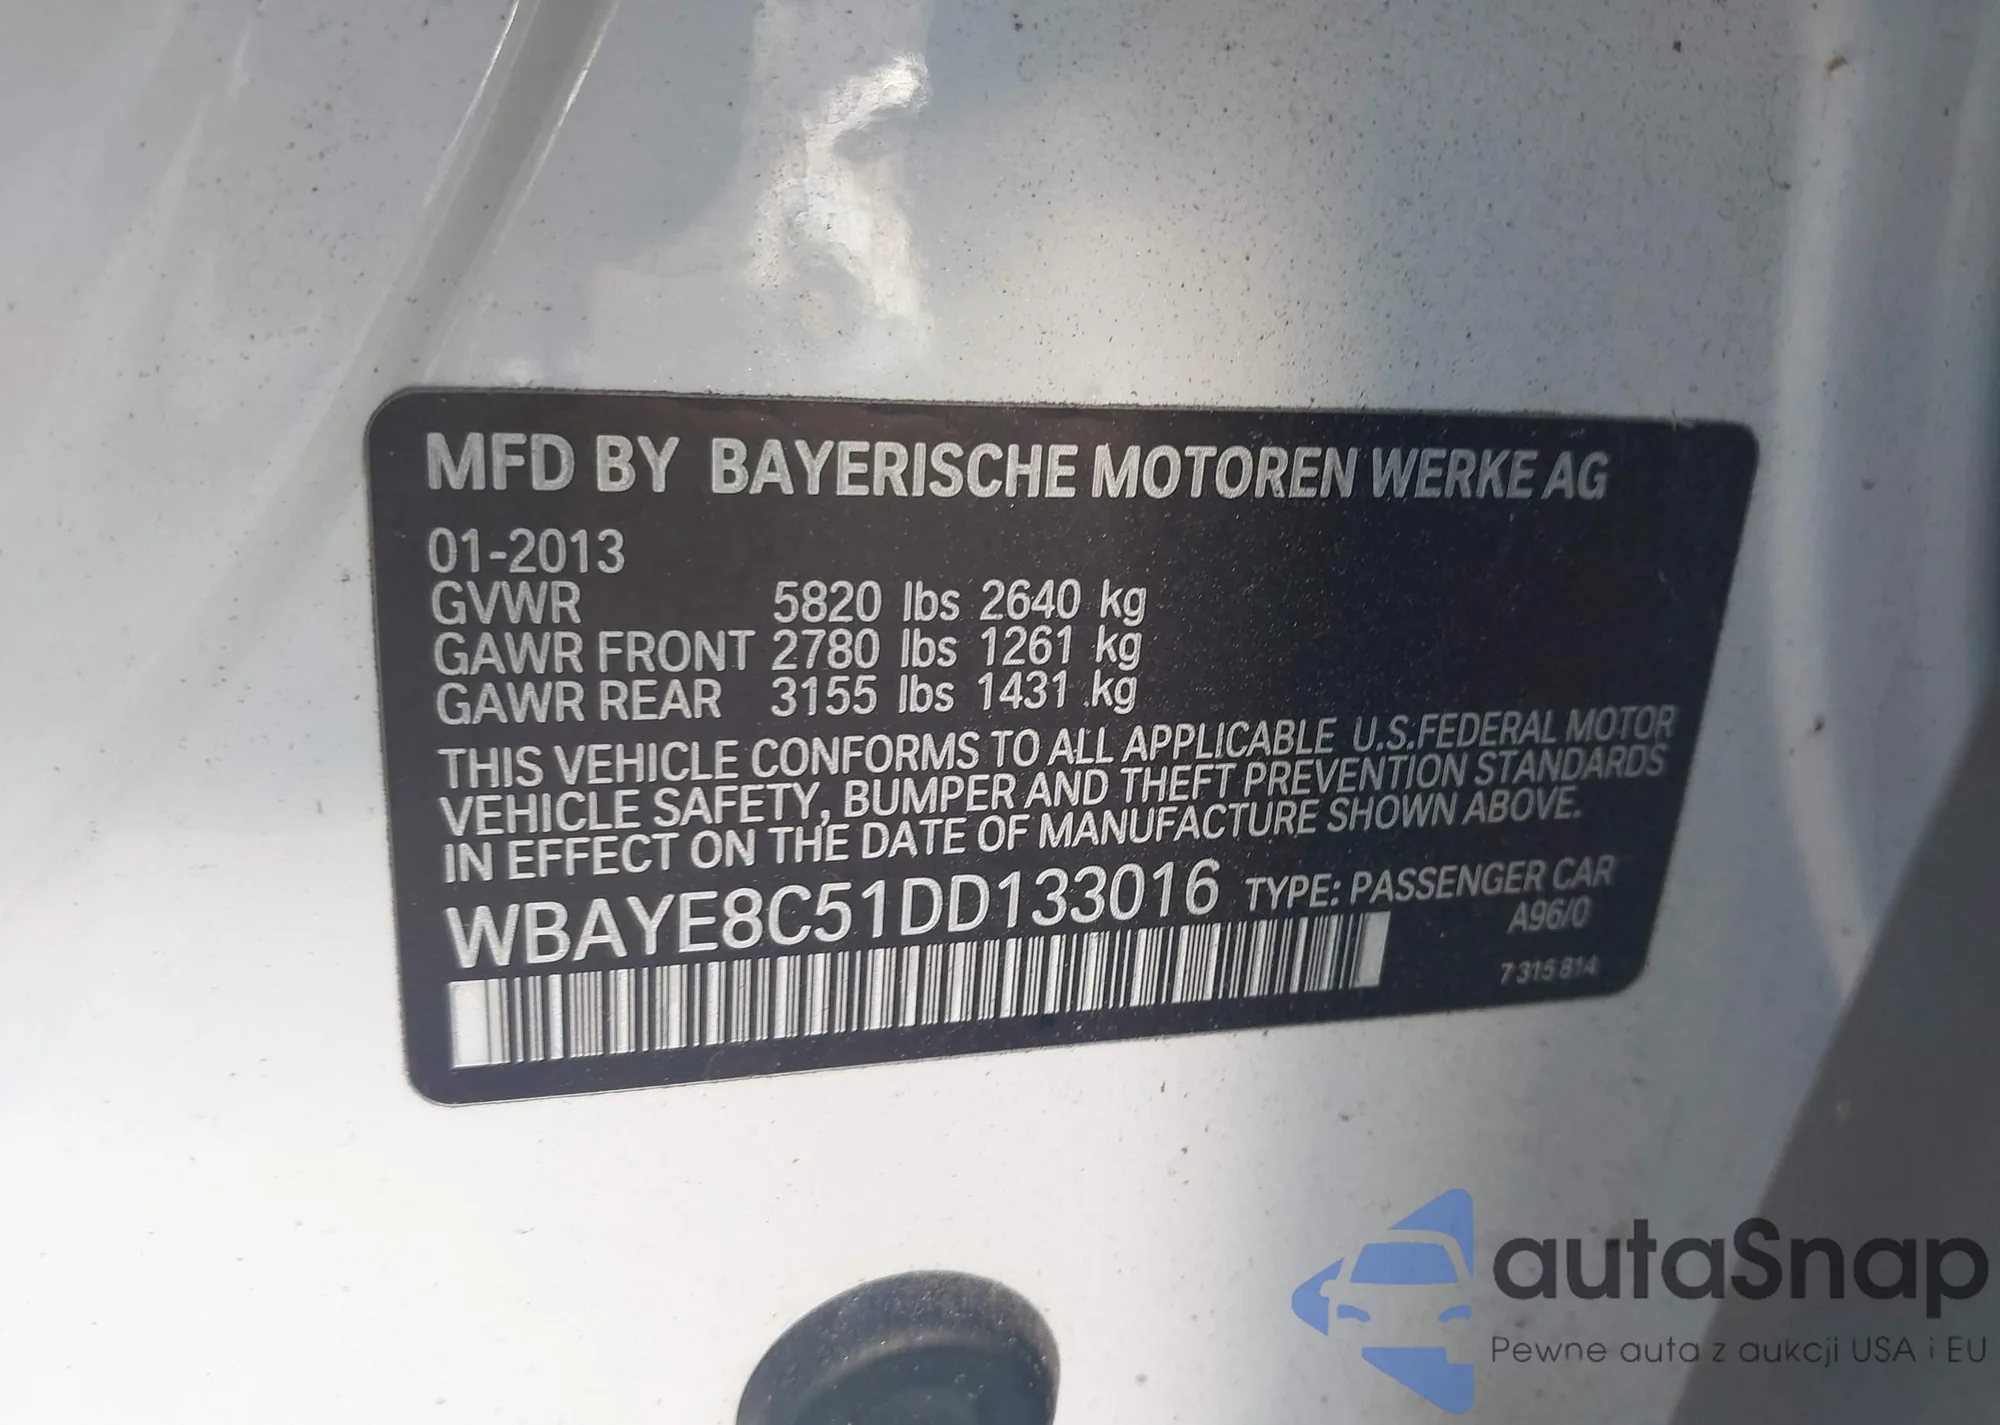 MFD BY BAYERISCHE MOTOREN WERKE AG
01-2013
GVWR 5820 lbs 2640 kg
GAWR FRONT 2780 lbs 1261 kg
GAWR REAR 3155 lbs 1431 kg
THIS VEHICLE CONFORMS TO ALL APPLICABLE U.S.FEDERAL MOTOR
VEHICLE SAFETY, BUMPER AND THEFT PREVENTION STANDARDS
IN EFFECT ON THE DATE OF MANUFACTURE SHOWN ABOVE.
WBAYE8C51DD133016 TYPE: PASSENGER CAR
A96/0
7 315 814
autaSnap
Pewne auta z aukcji USA i EU